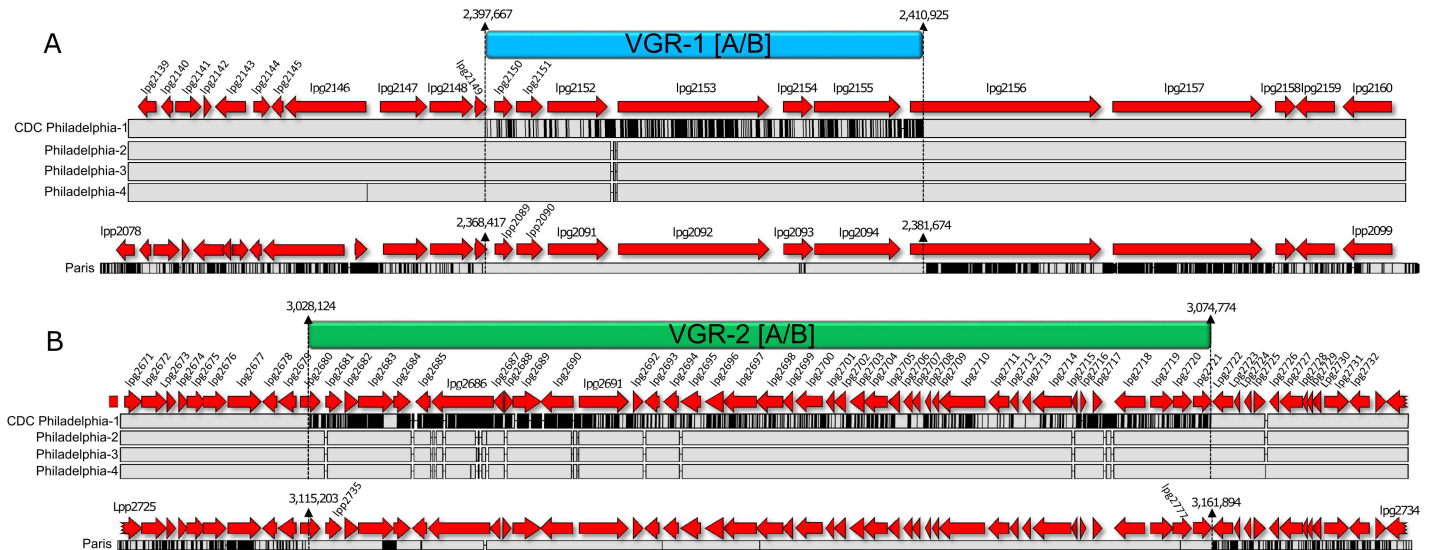 A
2,397,667
2,410,925
VGR-1 [A/B]
lpg2139
lpg2140
lpg2141
lpg2142
lpg2143
lpg2144
lpg2145
lpg2146
lpg2147
lpg2148
lpg2149
lpg2150
lpg2151
lpg2152
lpg2153
lpg2154
lpg2155
lpg2156
lpg2157
lpg2158
lpg2159
lpg2160
CDC Philadelphia-1
Philadelphia-2
Philadelphia-3
Philadelphia-4
lpp2078
2,368,417
lpp2089
lpp2090
lpg2091
lpg2092
lpg2093
lpg2094
2,381,674
lpp2099
Paris
B
3,028,124
3,074,774
VGR-2 [A/B]
lpg2671
lpg2672
Lpg2673
lpg2674
lpg2675
lpg2676
lpg2677
lpg2678
lpg2679
lpg2680
lpg2681
lpg2682
lpg2683
lpg2684
lpg2685
lpg2686
lpg2687
lpg2688
lpg2689
lpg2690
lpg2691
lpg2692
lpg2693
lpg2694
lpg2695
lpg2696
lpg2697
lpg2698
lpg2699
lpg2700
lpg2701
lpg2702
lpg2703
lpg2704
lpg2705
lpg2706
lpg2707
lpg2708
lpg2709
lpg2710
lpg2711
lpg2712
lpg2713
lpg2714
lpg2715
lpg2716
lpg2717
lpg2718
lpg2719
lpg2720
lpg2721
Lpg2722
Lpg2723
lpg2724
lpg2725
lpg2726
lpg2727
lpg2728
lpg2729
Lpg2730
lpg2731
lpg2732
CDC Philadelphia-1
Philadelphia-2
Philadelphia-3
Philadelphia-4
Lpp2725
3,115,203
lpp2735
lpg2777
3,161,894
lpg2734
Paris